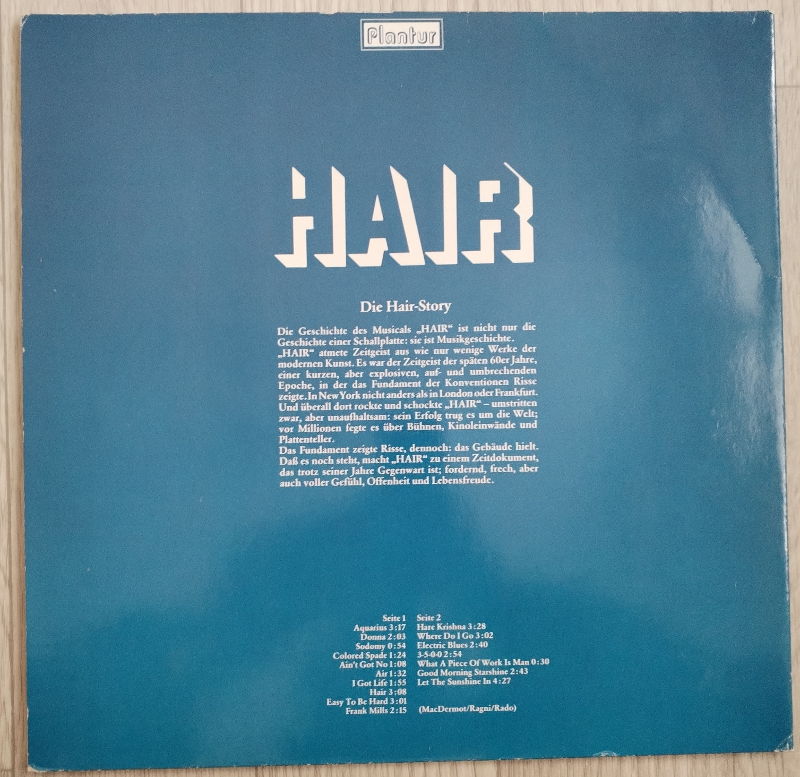 Plantur
HAIR
Die Hair-Story
Die Geschichte des Musicals „HAIR“ ist nicht nur die
Geschichte einer Schallplatte: sie ist Musikgeschichte.
„HAIR“ atmete Zeitgeist aus wie nur wenige Werke der
modernen Kunst. Es war der Zeitgeist der späten 60er Jahre,
einer kurzen, aber explosiven, auf- und umbrechenden
Epoche, in der das Fundament der Konventionen Risse
zeigte. In New York nicht anders als in London oder Frankfurt.
Und überall dort rockte und schockte „HAIR“ – umstritten
zwar, aber unaufhaltsam: sein Erfolg trug es um die Welt;
vor Millionen fegte es über Bühnen, Kinoleinwände und
Plattenteller.
Das Fundament zeigte Risse, dennoch: das Gebäude hielt.
Daß es noch steht, macht „HAIR“ zu einem Zeitdokument,
das trotz seiner Jahre Gegenwart ist; fordernd, frech, aber
auch voller Gefühl, Offenheit und Lebensfreude.
Seite 1
Aquarius 3:17
Donna 2:03
Sodomy 0:54
Colored Spade 1:24
Ain't Got No 1:08
Air 1:32
I Got Life 1:55
Hair 3:08
Easy To Be Hard 3:01
Frank Mills 2:15
Seite 2
Hare Krishna 3:28
Where Do I Go 3:02
Electric Blues 2:40
3-5-0-0 2:54
What A Piece Of Work Is Man 0:30
Good Morning Starshine 2:43
Let The Sunshine In 4:27
(MacDermot/Ragni/Rado)